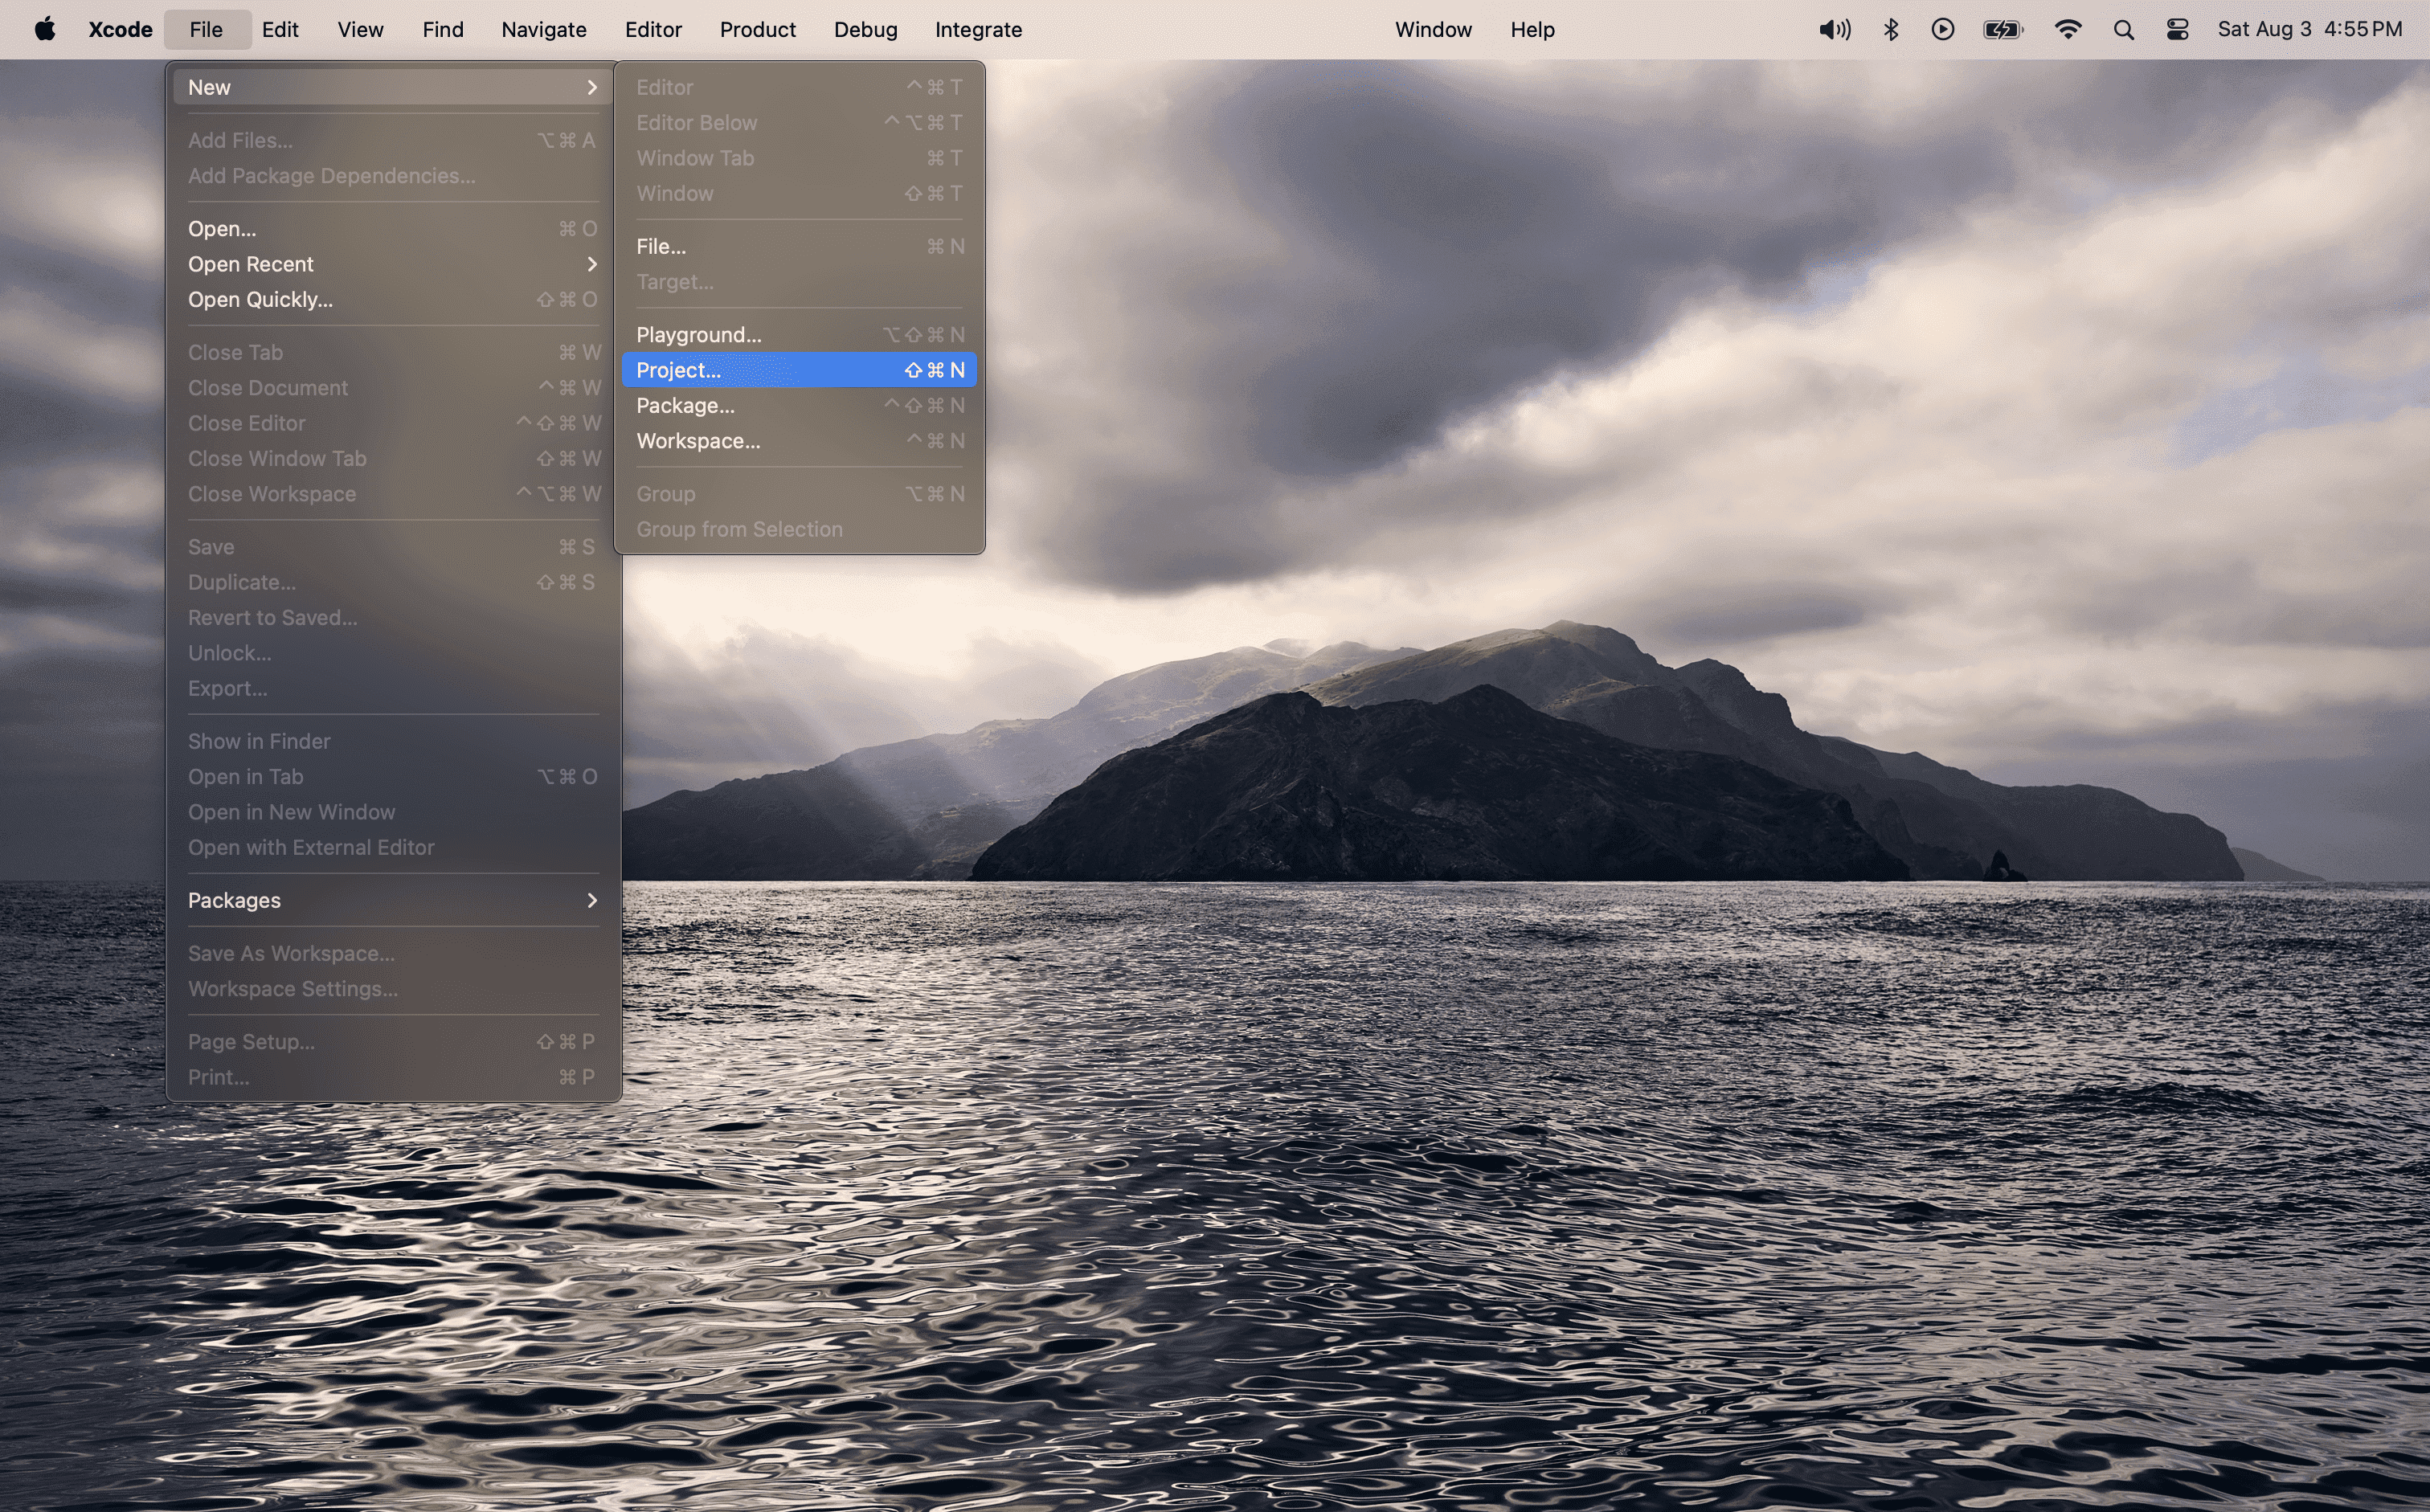 Xcode File Edit View Find Navigate Editor Product Debug Integrate Window Help Sat Aug 3 4:55 PM
New
Add Files... ⌥⌘A
Add Package Dependencies...
Open... ⌘O
Open Recent
Open Quickly... ⇧⌘O
Close Tab ⌘W
Close Document ^⌘W
Close Editor ^⇧⌘W
Close Window Tab ⇧⌘W
Close Workspace ^⌥⌘W
Save ⌘S
Duplicate... ⇧⌘S
Revert to Saved...
Unlock...
Export...
Show in Finder
Open in Tab ⌥⌘O
Open in New Window
Open with External Editor
Packages
Save As Workspace...
Workspace Settings...
Page Setup... ⇧⌘P
Print... ⌘P
Editor ^⌘T
Editor Below ^⌥⌘T
Window Tab ⌘T
Window ⇧⌘T
File... ⌘N
Target...
Playground... ⌥⇧⌘N
Project... ⇧⌘N
Package... ^⇧⌘N
Workspace... ^⌘N
Group ⌥⌘N
Group from Selection